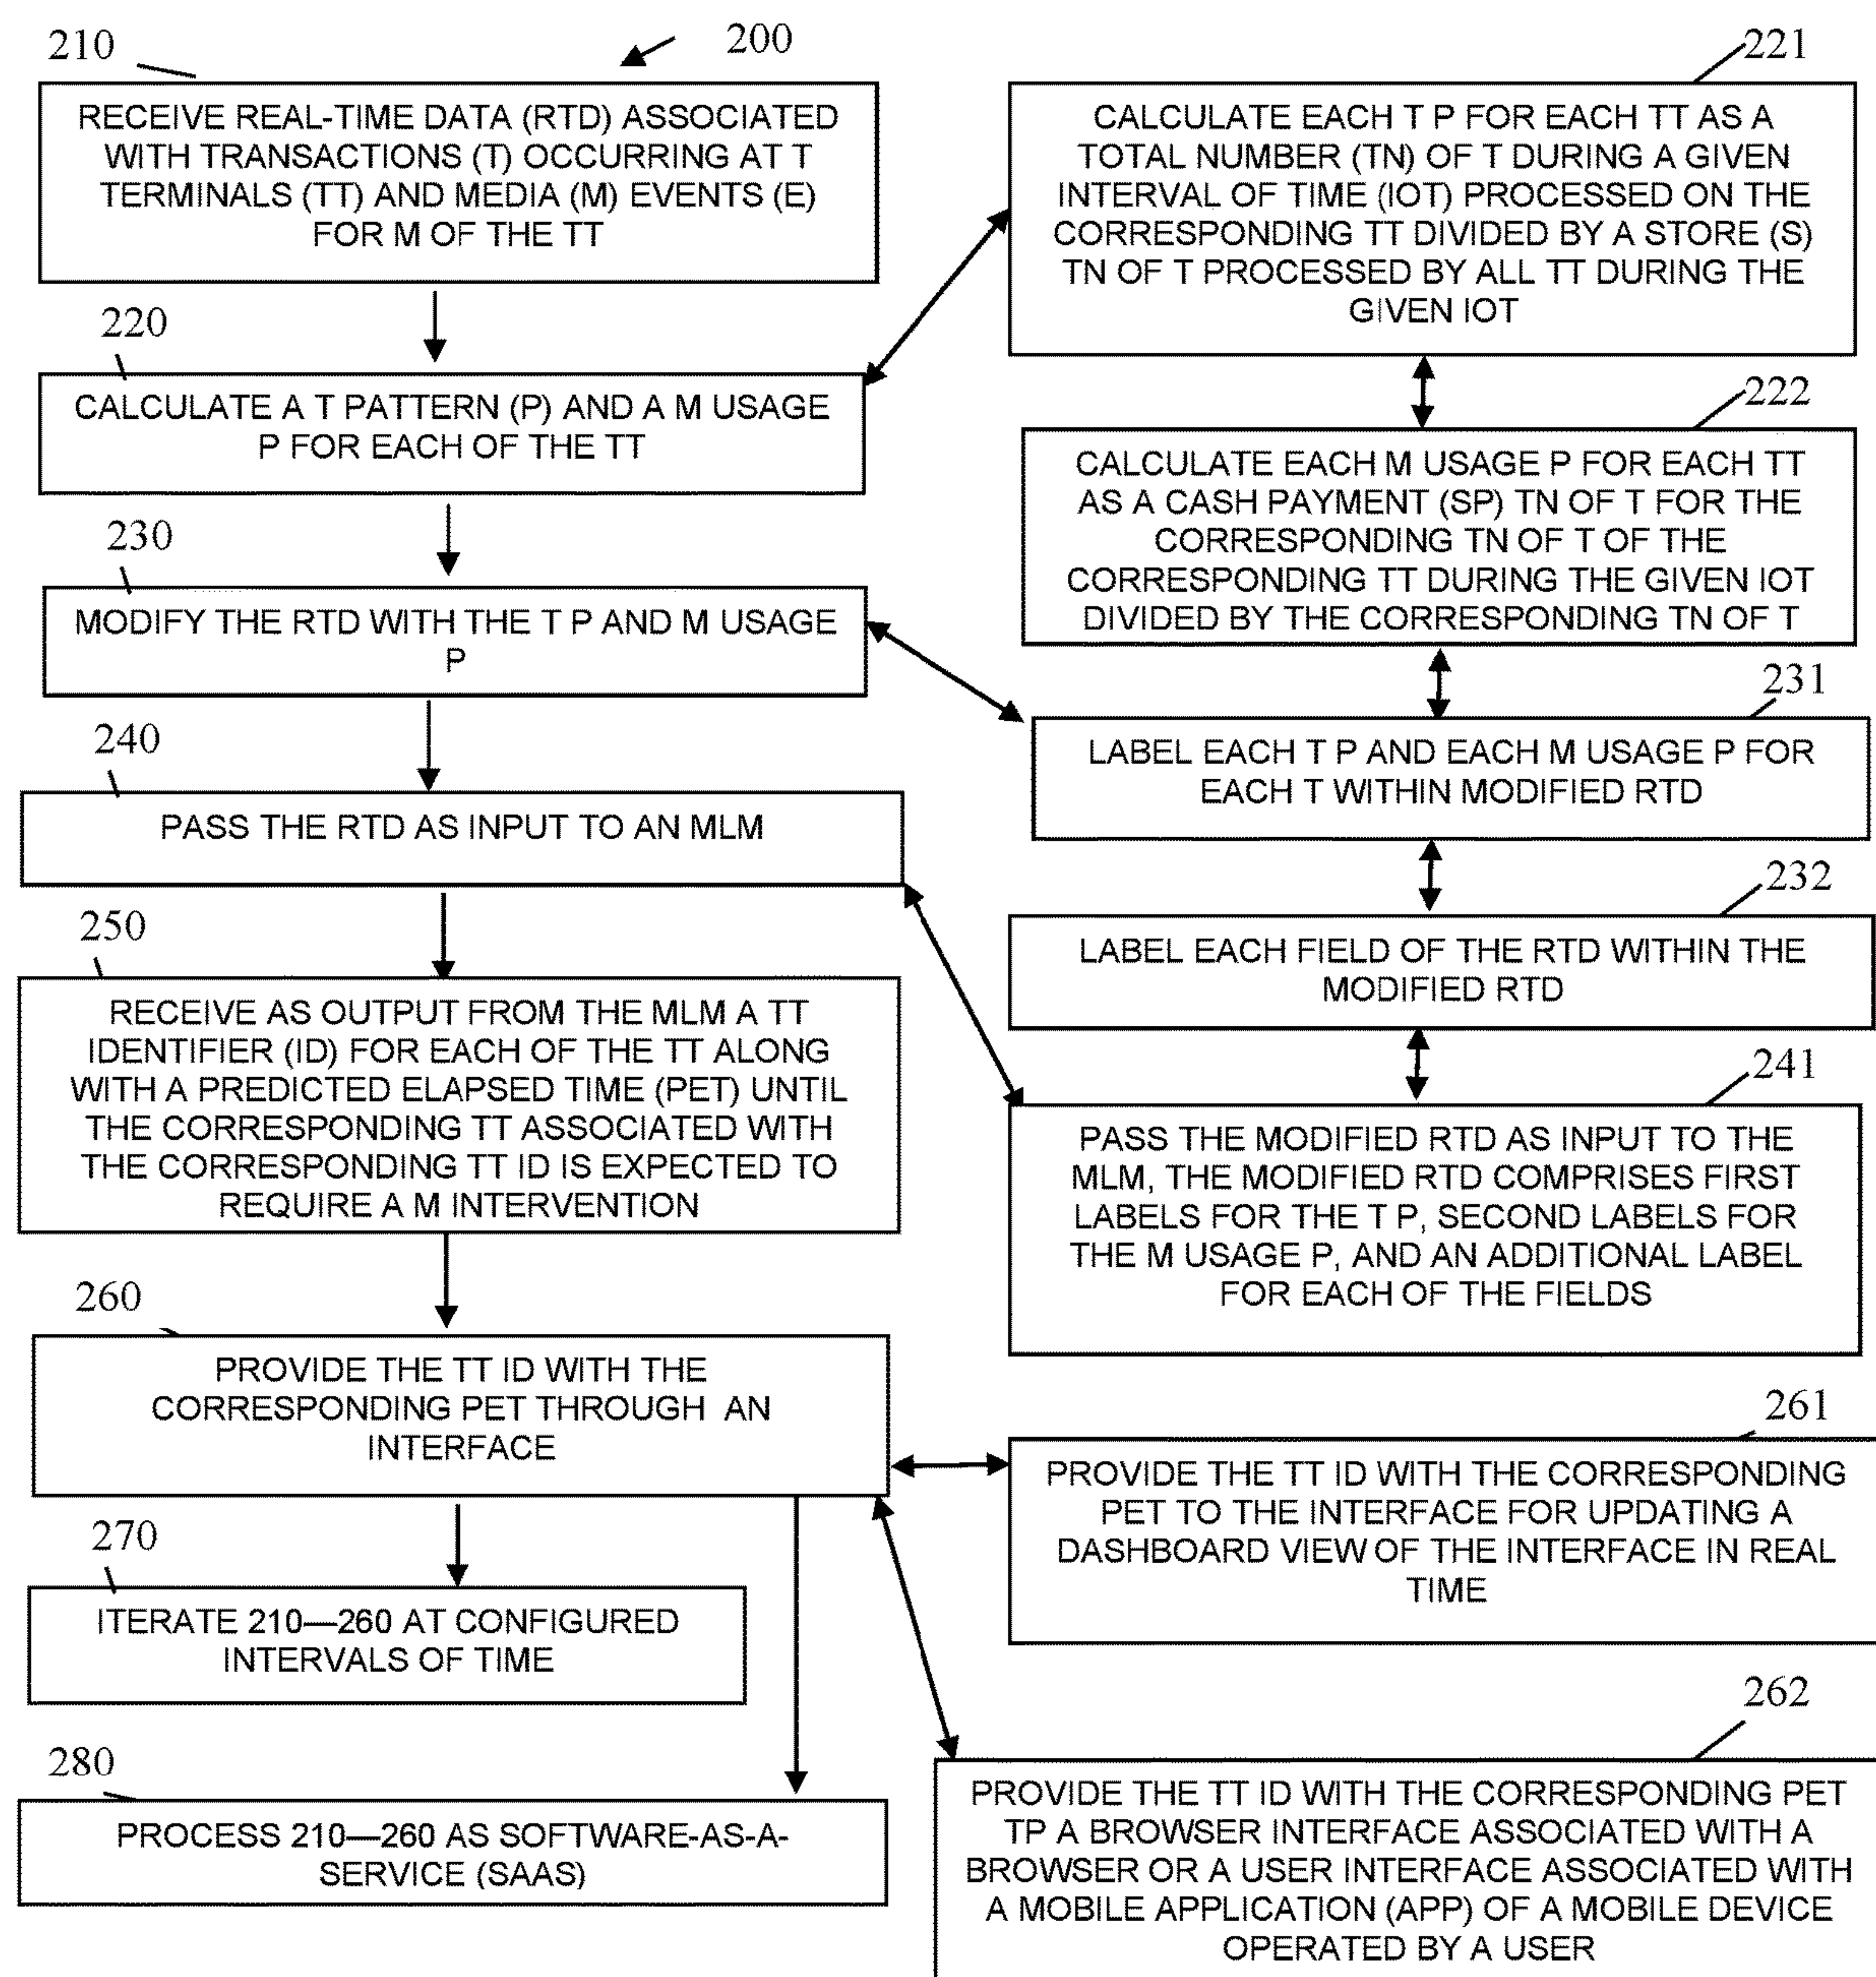 210
200
RECEIVE REAL-TIME DATA (RTD) ASSOCIATED
WITH TRANSACTIONS (T) OCCURRING AT T
TERMINALS (TT) AND MEDIA (M) EVENTS (E)
FOR M OF THE TT
220
CALCULATE A T PATTERN (P) AND A M USAGE
P FOR EACH OF THE TT
230
MODIFY THE RTD WITH THE T P AND M USAGE
P
240
PASS THE RTD AS INPUT TO AN MLM
250
RECEIVE AS OUTPUT FROM THE MLM A TT
IDENTIFIER (ID) FOR EACH OF THE TT ALONG
WITH A PREDICTED ELAPSED TIME (PET) UNTIL
THE CORRESPONDING TT ASSOCIATED WITH
THE CORRESPONDING TT ID IS EXPECTED TO
REQUIRE A M INTERVENTION
260
PROVIDE THE TT ID WITH THE
CORRESPONDING PET THROUGH AN
INTERFACE
270
ITERATE 210—260 AT CONFIGURED
INTERVALS OF TIME
280
PROCESS 210—260 AS SOFTWARE-AS-A-
SERVICE (SAAS)
221
CALCULATE EACH T P FOR EACH TT AS A
TOTAL NUMBER (TN) OF T DURING A GIVEN
INTERVAL OF TIME (IOT) PROCESSED ON THE
CORRESPONDING TT DIVIDED BY A STORE (S)
TN OF T PROCESSED BY ALL TT DURING THE
GIVEN IOT
222
CALCULATE EACH M USAGE P FOR EACH TT
AS A CASH PAYMENT (SP) TN OF T FOR THE
CORRESPONDING TN OF T OF THE
CORRESPONDING TT DURING THE GIVEN IOT
DIVIDED BY THE CORRESPONDING TN OF T
231
LABEL EACH T P AND EACH M USAGE P FOR
EACH T WITHIN MODIFIED RTD
232
LABEL EACH FIELD OF THE RTD WITHIN THE
MODIFIED RTD
241
PASS THE MODIFIED RTD AS INPUT TO THE
MLM, THE MODIFIED RTD COMPRISES FIRST
LABELS FOR THE T P, SECOND LABELS FOR
THE M USAGE P, AND AN ADDITIONAL LABEL
FOR EACH OF THE FIELDS
261
PROVIDE THE TT ID WITH THE CORRESPONDING
PET TO THE INTERFACE FOR UPDATING A
DASHBOARD VIEW OF THE INTERFACE IN REAL
TIME
262
PROVIDE THE TT ID WITH THE CORRESPONDING PET
TP A BROWSER INTERFACE ASSOCIATED WITH A
BROWSER OR A USER INTERFACE ASSOCIATED WITH
A MOBILE APPLICATION (APP) OF A MOBILE DEVICE
OPERATED BY A USER